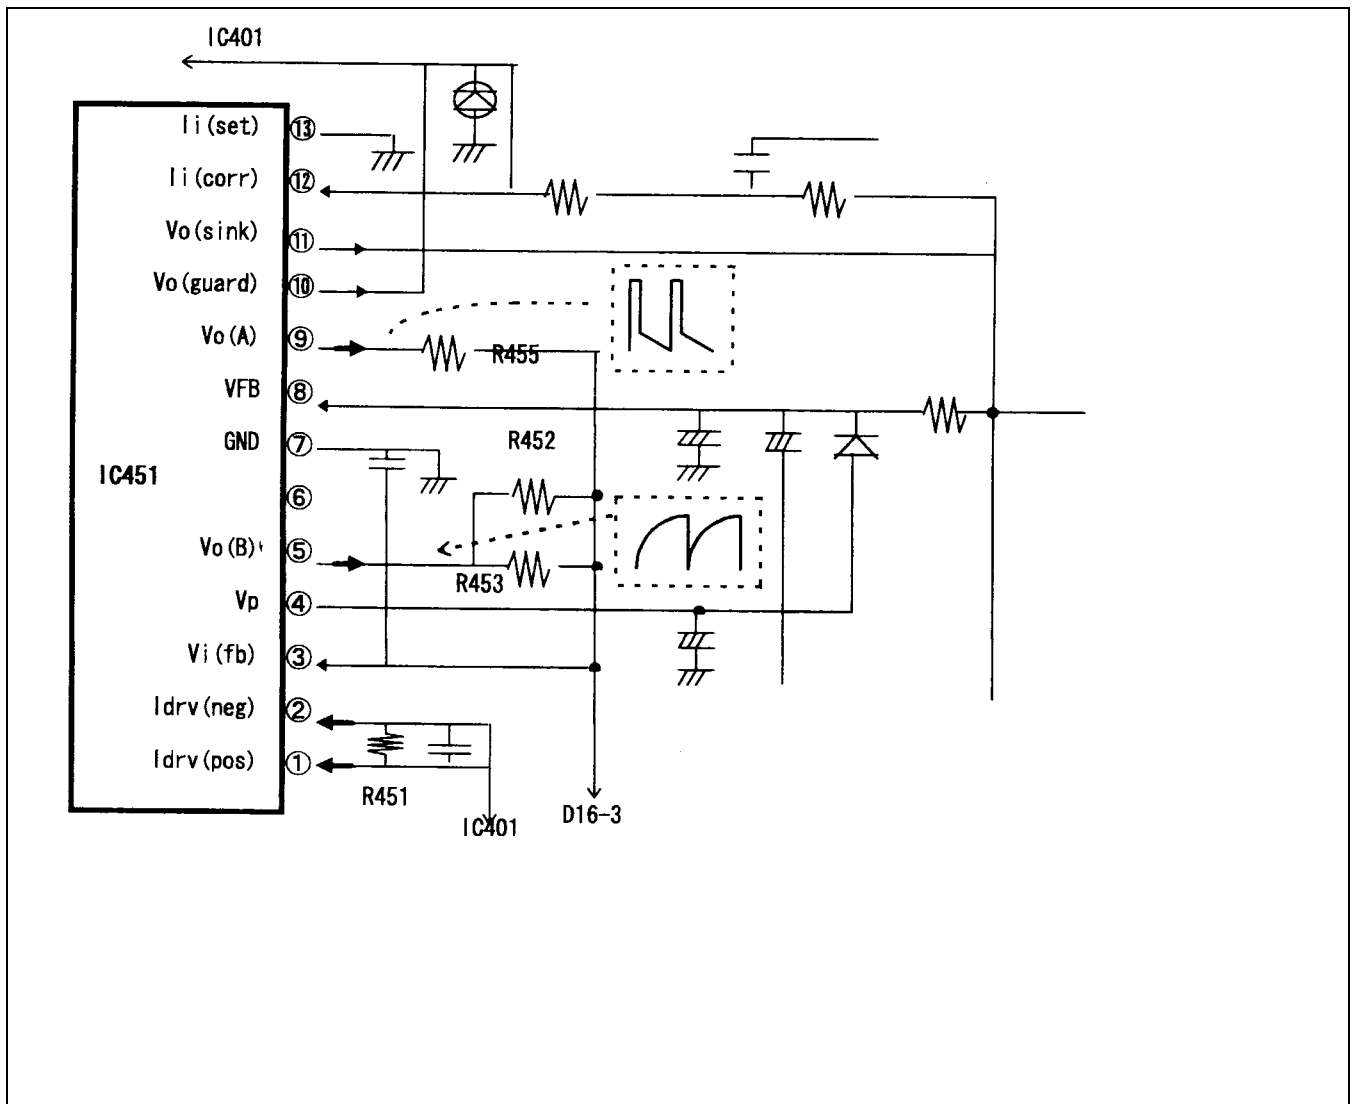 IC401
Ii(set) ⑬
Ii(corr) ⑫
Vo(sink) ⑪
Vo(guard) ⑩
Vo(A) ⑨
R455
VFB ⑧
GND ⑦
R452
IC451
⑥
Vo(B) ⑤
R453
Vp ④
Vi(fb) ③
Idrv(neg) ②
Idrv(pos) ①
R451
IC401
D16-3